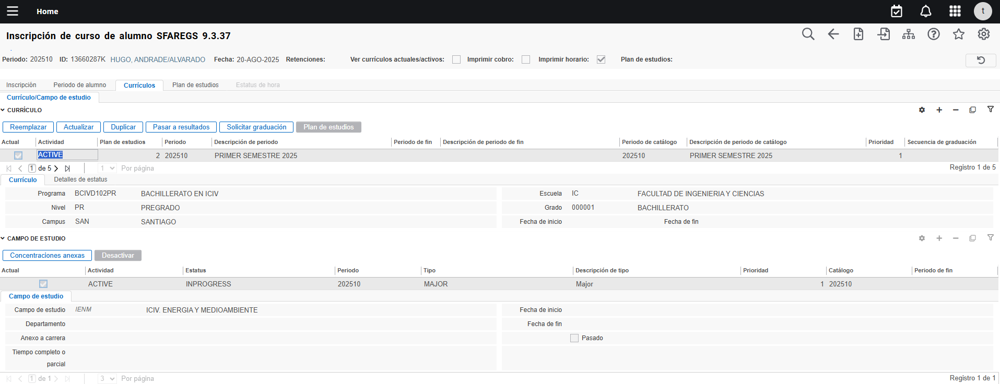 Home
t
Inscripción de curso de alumno SFAREGS 9.3.37
Periodo: 202510 ID: 13660287K HUGO, ANDRADE/ALVARADO Fecha: 20-AGO-2025 Retenciones: Ver currículos actuales/activos: Imprimir cobro: Imprimir horario: Plan de estudios:
Inscripción Periodo de alumno Currículos Plan de estudios Estatus de hora
Currículo/Campo de estudio
CURRÍCULO
Reemplazar Actualizar Duplicar Pasar a resultados Solicitar graduación Plan de estudios
Actual Actividad Plan de estudios Periodo Descripción de periodo Periodo de fin Descripción de periodo de fin Periodo de catálogo Descripción de periodo de catálogo Prioridad Secuencia de graduación
ACTIVE 2 202510 PRIMER SEMESTRE 2025 202510 PRIMER SEMESTRE 2025 1
1 de 5 1 Por página Registro 1 de 5
Currículo Detalles de estatus
Programa BCIVD102PR BACHILLERATO EN ICIV Escuela IC FACULTAD DE INGENIERIA Y CIENCIAS
Nivel PR PREGRADO Grado 000001 BACHILLERATO
Campus SAN SANTIAGO Fecha de inicio Fecha de fin
CAMPO DE ESTUDIO
Concentraciones anexas Desactivar
Actual Actividad Estatus Periodo Tipo Descripción de tipo Prioridad Catálogo Periodo de fin
ACTIVE INPROGRESS 202510 MAJOR Major 1 202510
Campo de estudio
Campo de estudio IENM ICIV. ENERGIA Y MEDIOAMBIENTE Fecha de inicio
Departamento Fecha de fin
Anexo a carrera Pasado
Tiempo completo o
parcial
1 de 1 3 Por página Registro 1 de 1